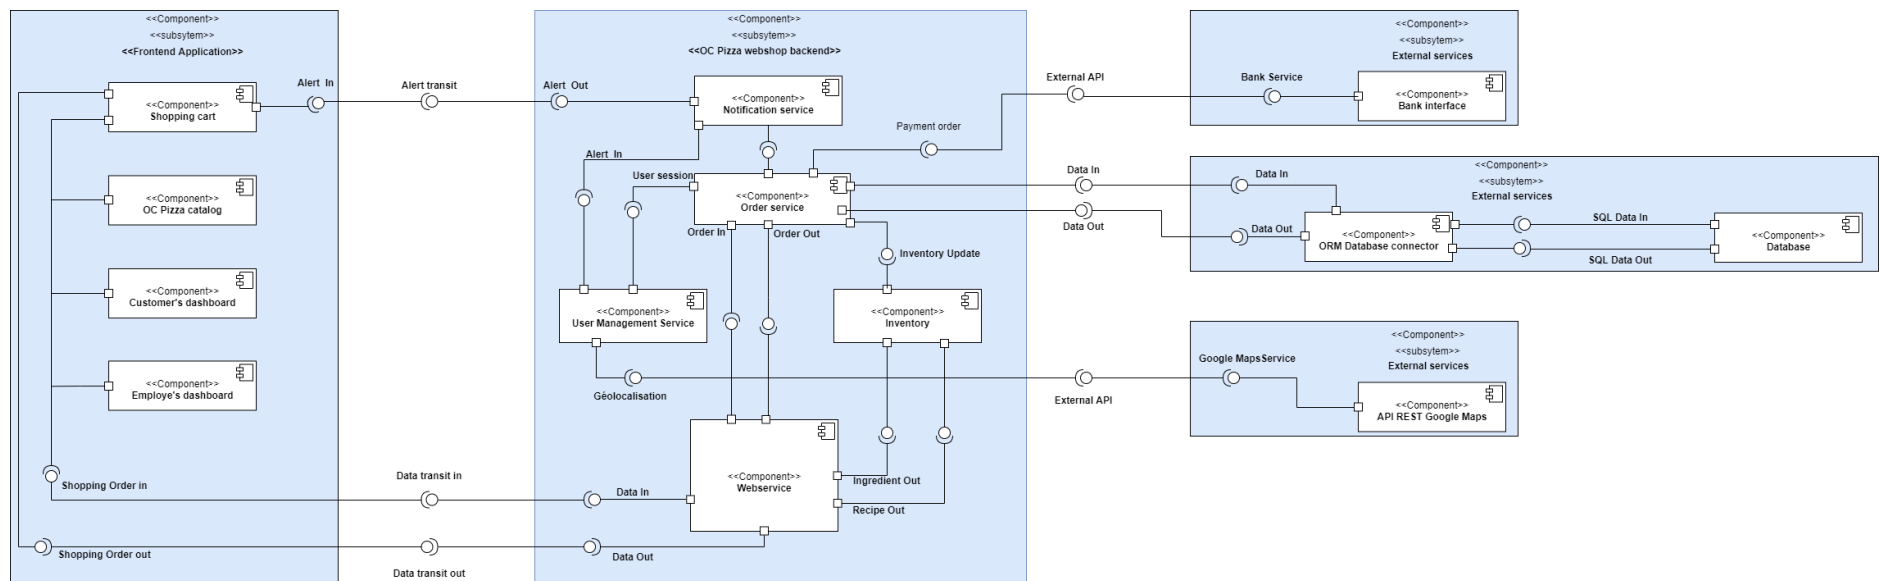 <<Component>>
<<subsytem>>
<<Frontend Application>>
Alert  In
<<Component>>
Shopping cart
<<Component>>
OC Pizza catalog
<<Component>>
Customer's dashboard
<<Component>>
Employe's dashboard
Shopping Order in
Shopping Order out
Alert transit
Data transit in
Data transit out
<<Component>>
<<subsytem>>
<<OC Pizza webshop backend>>
Alert  Out
<<Component>>
Notification service
Alert  In
User session
<<Component>>
Order service
Payment order
Order In
Order Out
Inventory Update
<<Component>>
User Management Service
<<Component>>
Inventory
Géolocalisation
<<Component>>
Webservice
Ingredient Out
Recipe Out
Data In
Data Out
External API
Data In
Data Out
External API
<<Component>>
<<subsytem>>
External services
Bank Service
<<Component>>
Bank interface
<<Component>>
<<subsytem>>
External services
Data In
Data Out
<<Component>>
ORM Database connector
SQL Data In
SQL Data Out
<<Component>>
Database
<<Component>>
<<subsytem>>
External services
Google MapsService
<<Component>>
API REST Google Maps